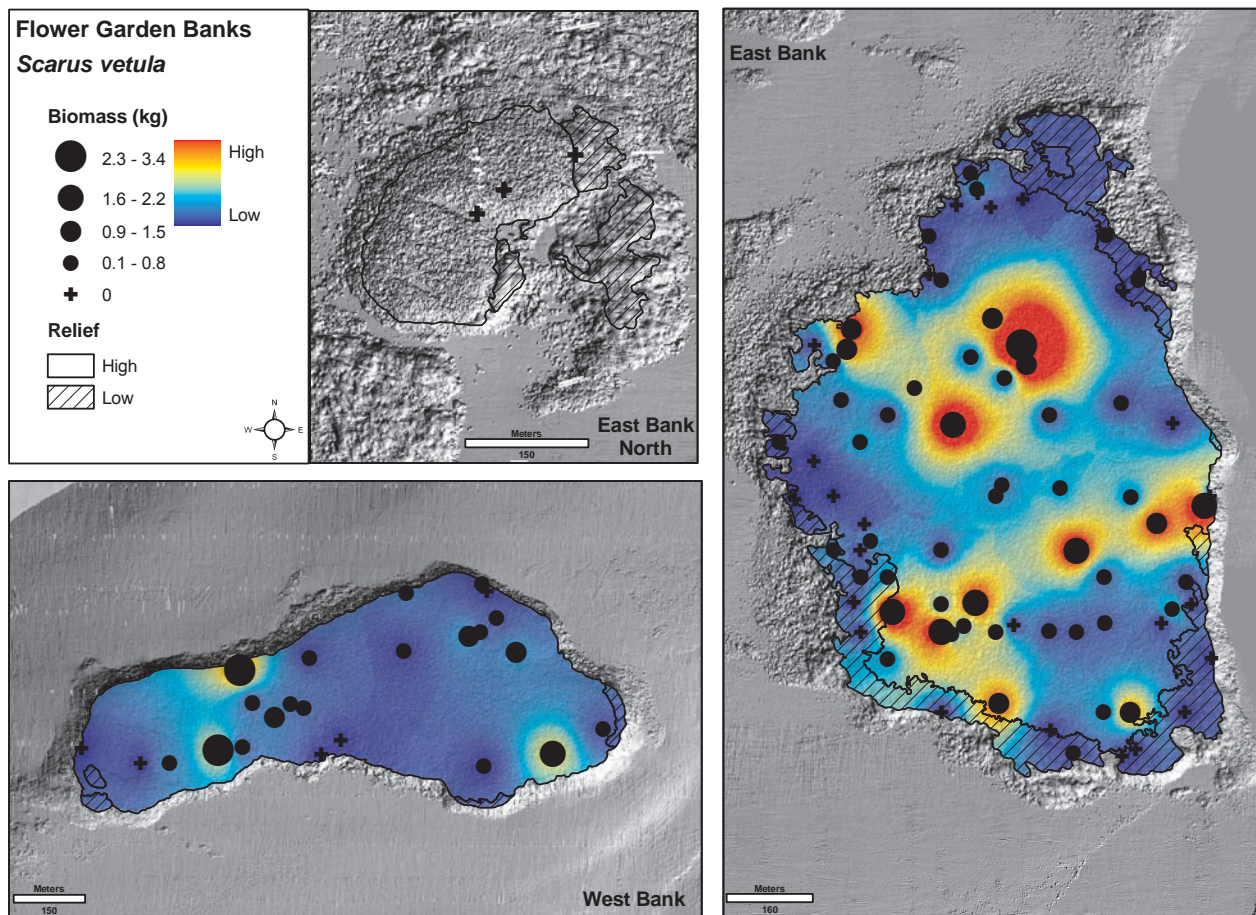 Flower Garden Banks
Scarus vetula
Biomass (kg)
2.3 - 3.4
1.6 - 2.2
0.9 - 1.5
0.1 - 0.8
0
High
Low
Relief
High
Low
N
W E
S
Meters
150
East Bank
North
East Bank
Meters
160
Meters
150
West Bank